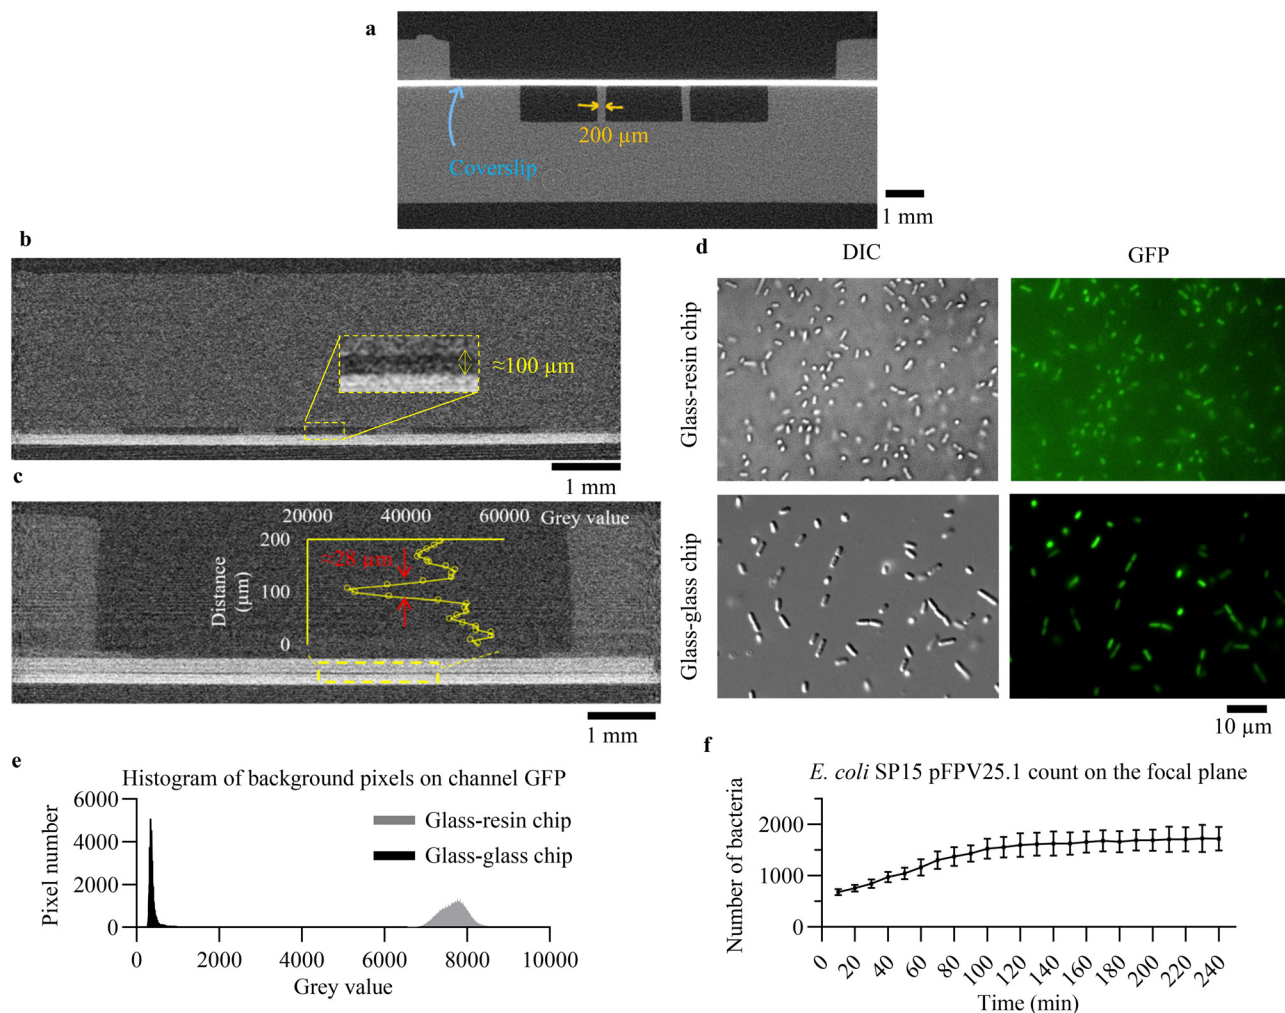 a
200 µm
Coverslip
1 mm
b
≈100 µm
1 mm
c
20000 40000 60000 Grey value
200
100
0
Distance
(µm)
≈28 µm
1 mm
d
DIC GFP
Glass-resin chip
Glass-glass chip
10 µm
e
Histogram of background pixels on channel GFP
6000
4000
2000
0
Pixel number
Glass-resin chip
Glass-glass chip
0 2000 4000 6000 8000 10000
Grey value
f
E. coli SP15 pFPV25.1 count on the focal plane
2000
1000
0
Number of bacteria
0 20 40 60 80 100 120 140 160 180 200 220 240
Time (min)